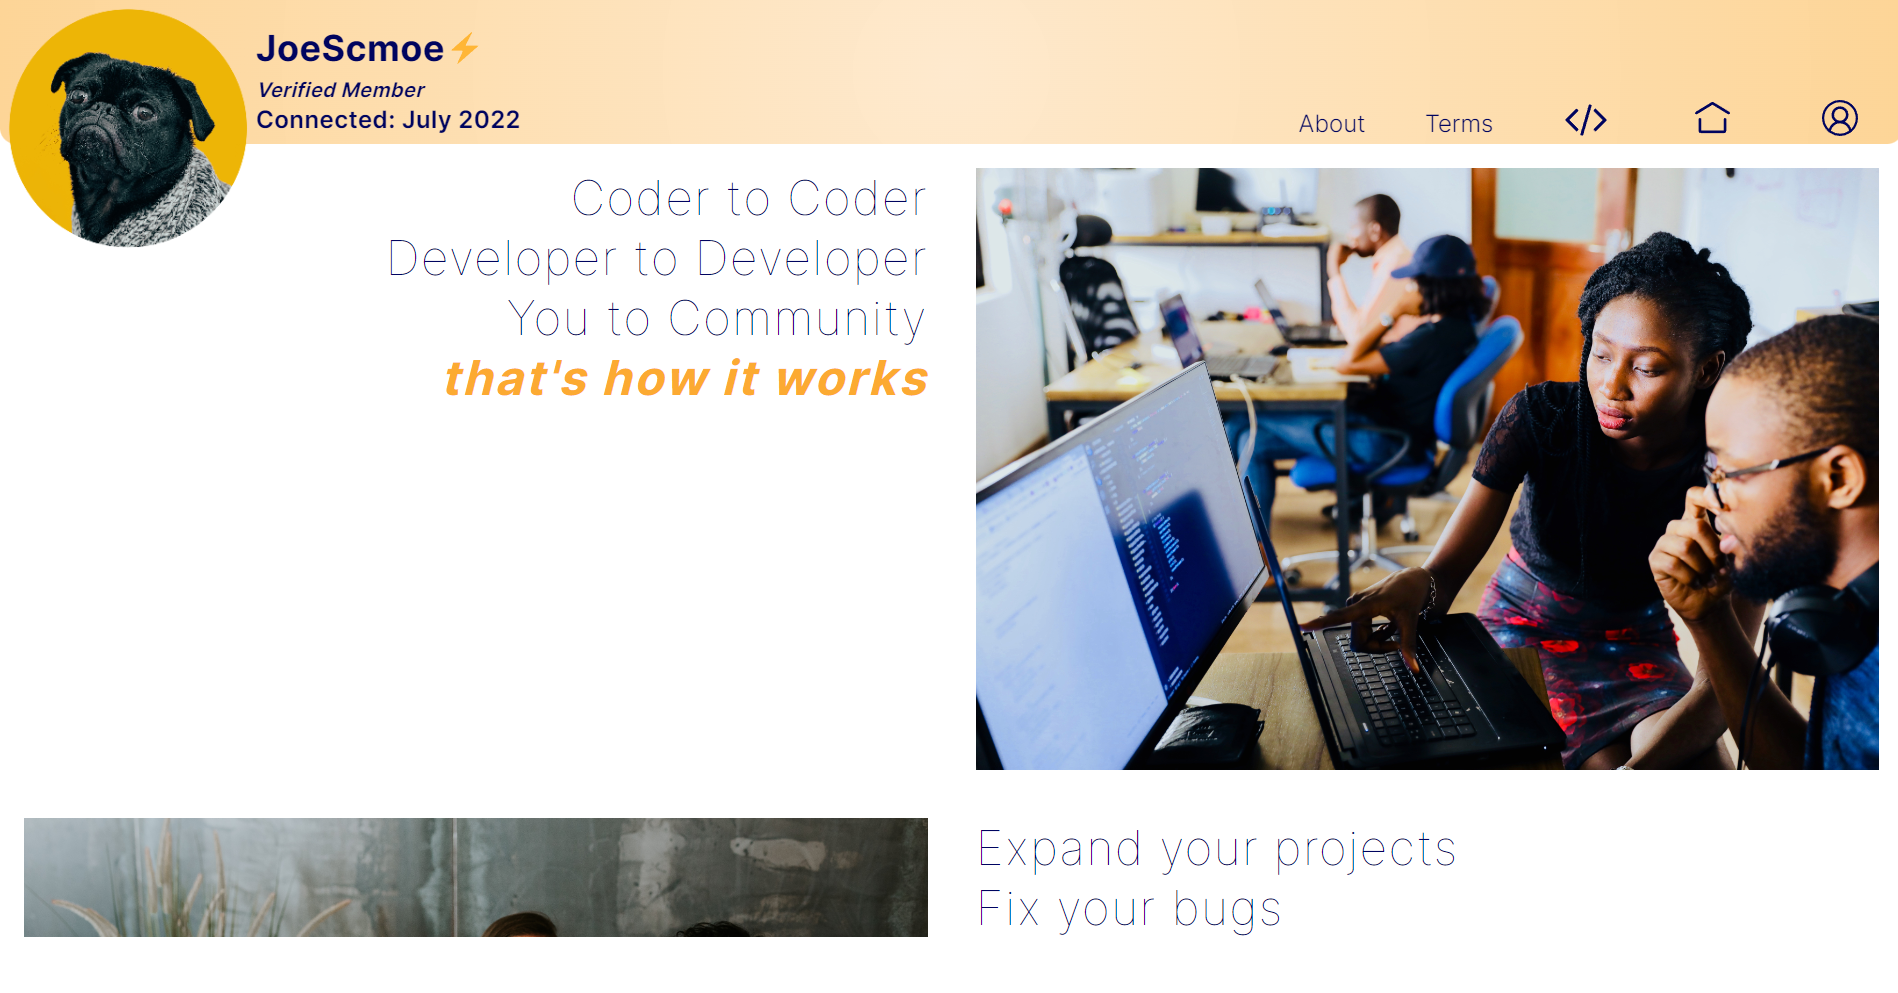 JoeScmoe⚡
Verified Member
Connected: July 2022
About Terms </>
Coder to Coder
Developer to Developer
You to Community
that's how it works
Expand your projects
Fix your bugs